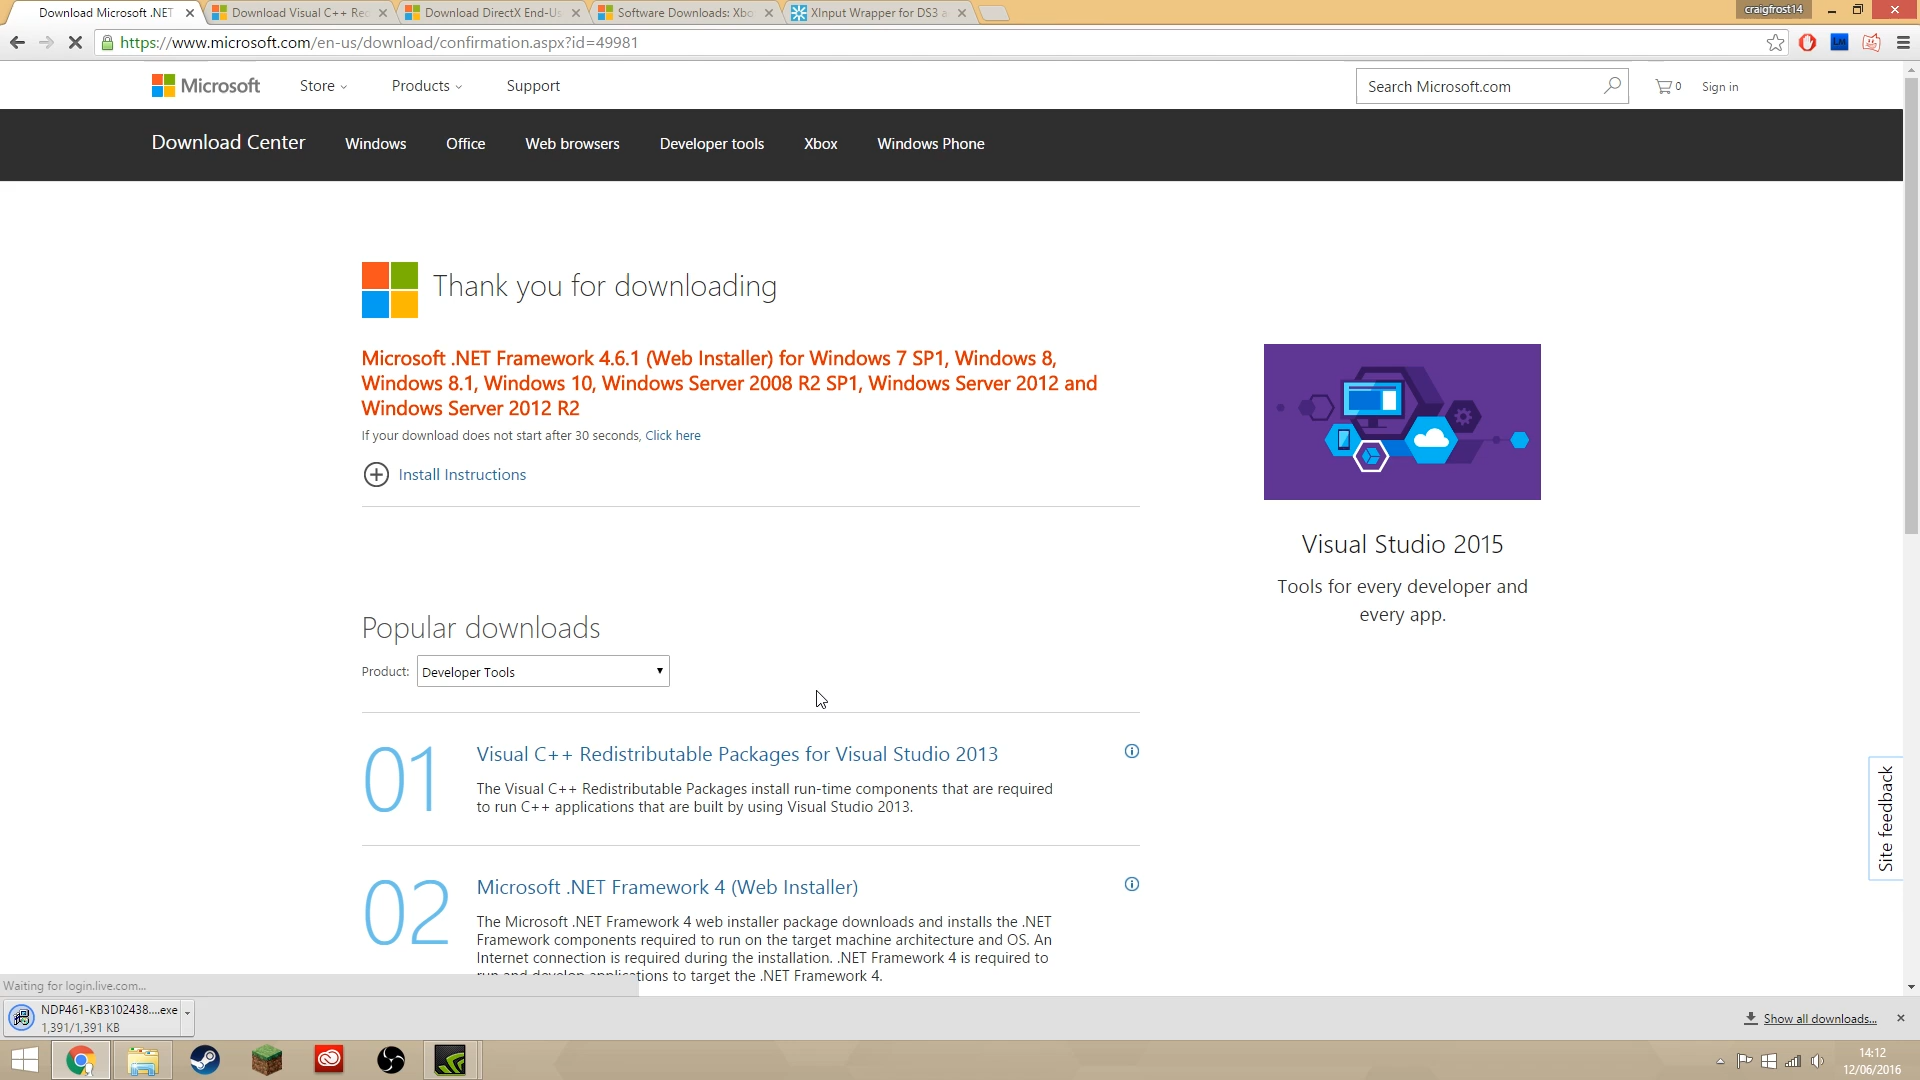 Download Microsoft .NET
Download Visual C++ Red
Download DirectX End-Us
Software Downloads: Xbo
XInput Wrapper for DS3 a
craigfrost14
https://www.microsoft.com/en-us/download/confirmation.aspx?id=49981
LM
Microsoft
Store
Products
Support
Search Microsoft.com
0
Sign in
Download Center
Windows
Office
Web browsers
Developer tools
Xbox
Windows Phone
Thank you for downloading
Microsoft .NET Framework 4.6.1 (Web Installer) for Windows 7 SP1, Windows 8,
Windows 8.1, Windows 10, Windows Server 2008 R2 SP1, Windows Server 2012 and
Windows Server 2012 R2
If your download does not start after 30 seconds, Click here
Install Instructions
Visual Studio 2015
Tools for every developer and
every app.
Popular downloads
Product:
Developer Tools
01
Visual C++ Redistributable Packages for Visual Studio 2013
The Visual C++ Redistributable Packages install run-time components that are required
to run C++ applications that are built by using Visual Studio 2013.
Site feedback
02
Microsoft .NET Framework 4 (Web Installer)
The Microsoft .NET Framework 4 web installer package downloads and installs the .NET
Framework components required to run on the target machine architecture and OS. An
Internet connection is required during the installation. .NET Framework 4 is required to
run and develop applications to target the .NET Framework 4.
Waiting for login.live.com...
NDP461-KB3102438....exe
1,391/1,391 KB
Show all downloads...
14:12
12/06/2016